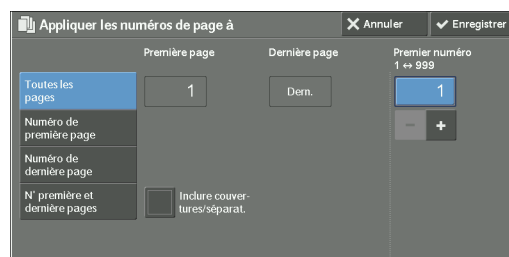 Appliquer les numéros de page à
Annuler
Enregistrer
Première page
Dernière page
Premier numéro
1 ↔ 999
Toutes les
pages
1
Dern.
1
Numéro de
première page
− +
Numéro de
dernière page
N° première et
dernière pages
Inclure couver-
tures/séparat.